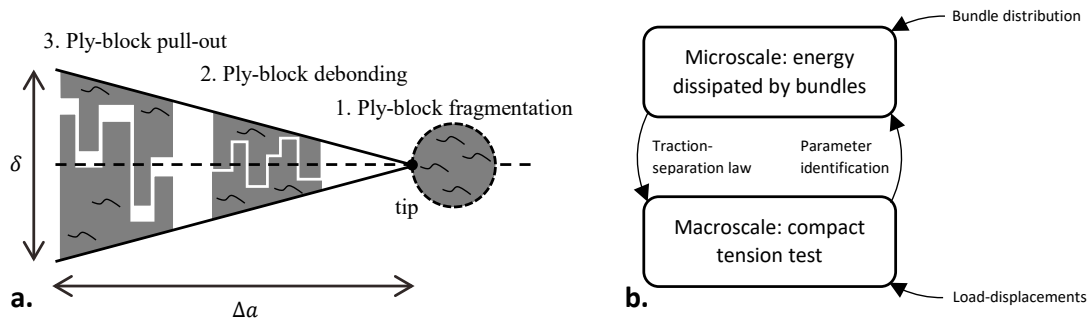 3. Ply-block pull-out
2. Ply-block debonding
1. Ply-block fragmentation
δ
tip
Δa
a.
Bundle distribution
Microscale: energy
dissipated by bundles
Traction-
separation law
Parameter
identification
Macroscale: compact
tension test
Load-displacements
b.